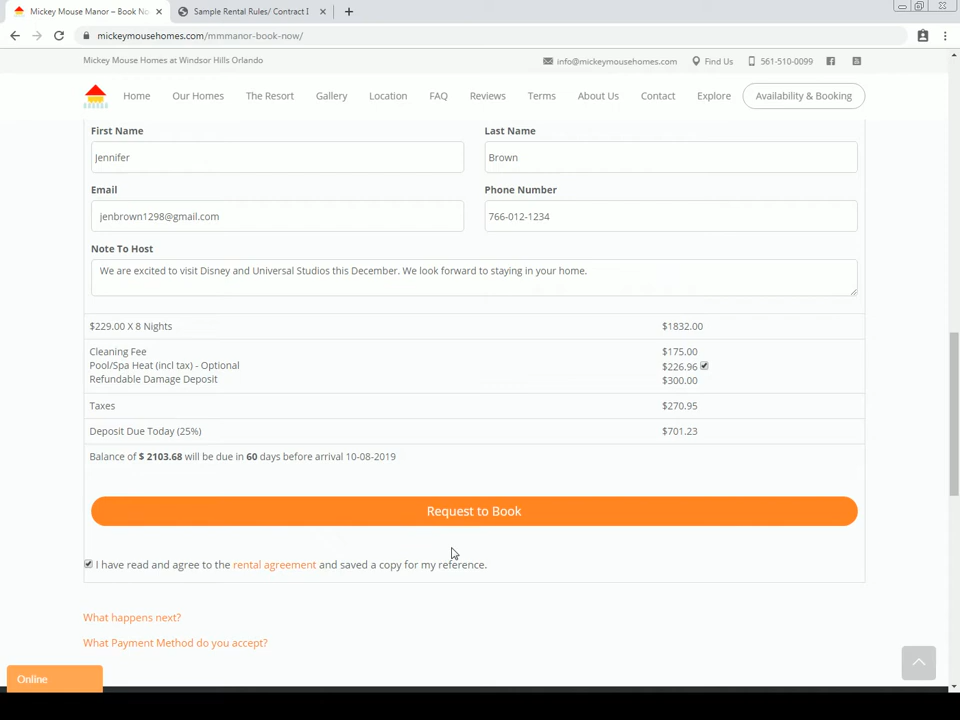 Mickey Mouse Manor – Book No
Sample Rental Rules/ Contract I
mickeymousehomes.com/mmmanor-book-now/
Mickey Mouse Homes at Windsor Hills Orlando
info@mickeymousehomes.com Find Us 561-510-0099
Home Our Homes The Resort Gallery Location FAQ Reviews Terms About Us Contact Explore Availability & Booking
First Name Last Name
Jennifer Brown
Email Phone Number
jenbrown1298@gmail.com 766-012-1234
Note To Host
We are excited to visit Disney and Universal Studios this December. We look forward to staying in your home.
$229.00 X 8 Nights $1832.00
Cleaning Fee $175.00
Pool/Spa Heat (incl tax) - Optional $226.96
Refundable Damage Deposit $300.00
Taxes $270.95
Deposit Due Today (25%) $701.23
Balance of $ 2103.68 will be due in 60 days before arrival 10-08-2019
Request to Book
I have read and agree to the rental agreement and saved a copy for my reference.
What happens next?
What Payment Method do you accept?
Online